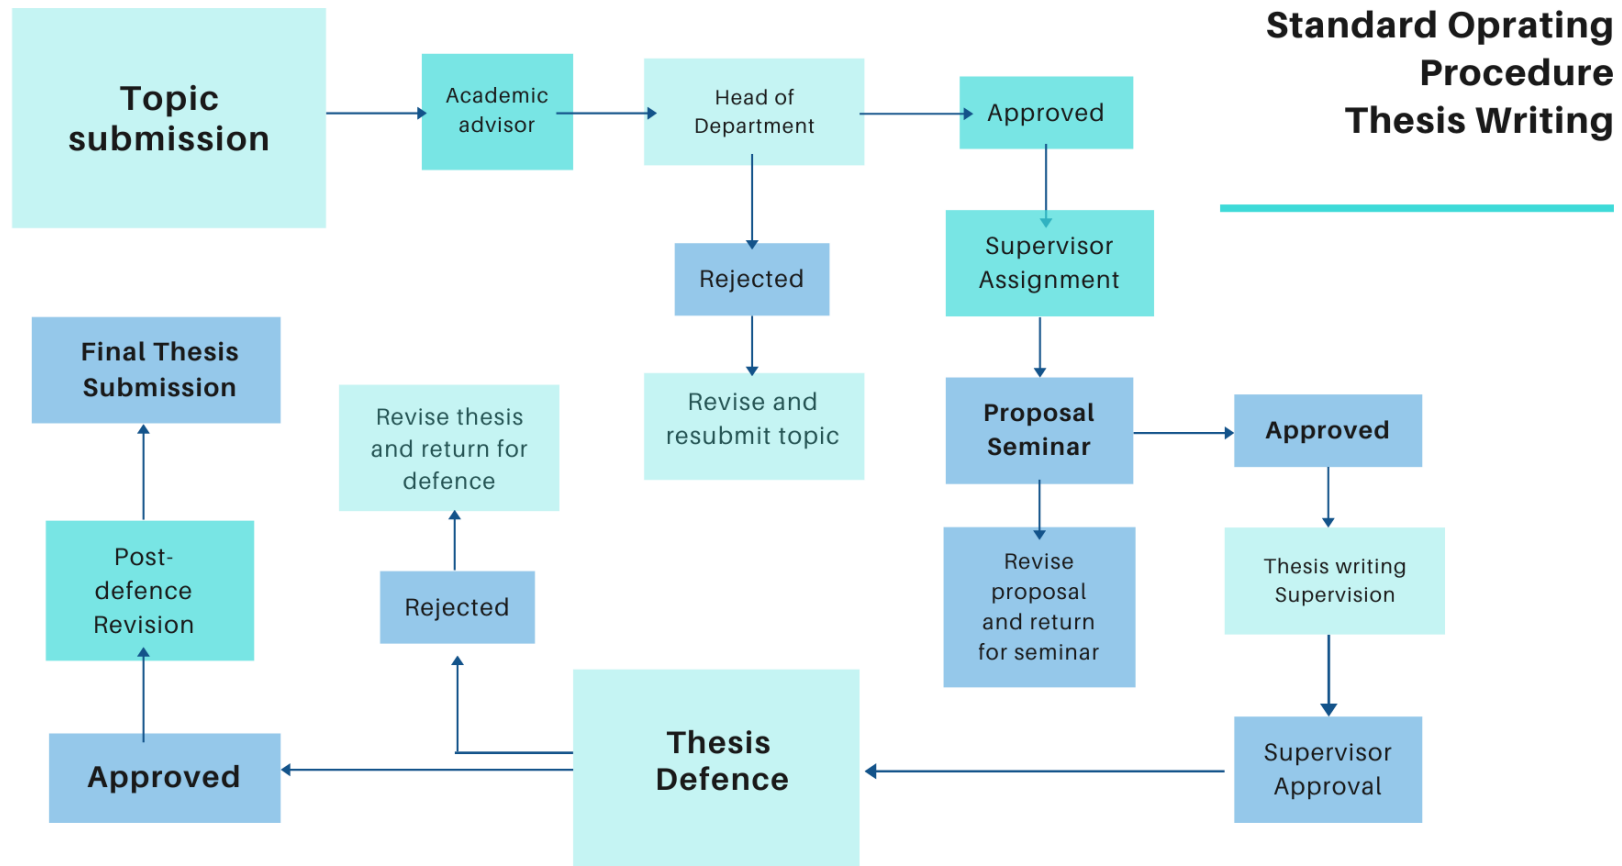 Standard Oprating
Procedure
Thesis Writing
Topic
submission
Academic
advisor
Head of
Department
Approved
Rejected
Revise and
resubmit topic
Supervisor
Assignment
Proposal
Seminar
Approved
Revise
proposal
and return
for seminar
Thesis writing
Supervision
Supervisor
Approval
Thesis
Defence
Rejected
Revise thesis
and return for
defence
Approved
Post-
defence
Revision
Final Thesis
Submission